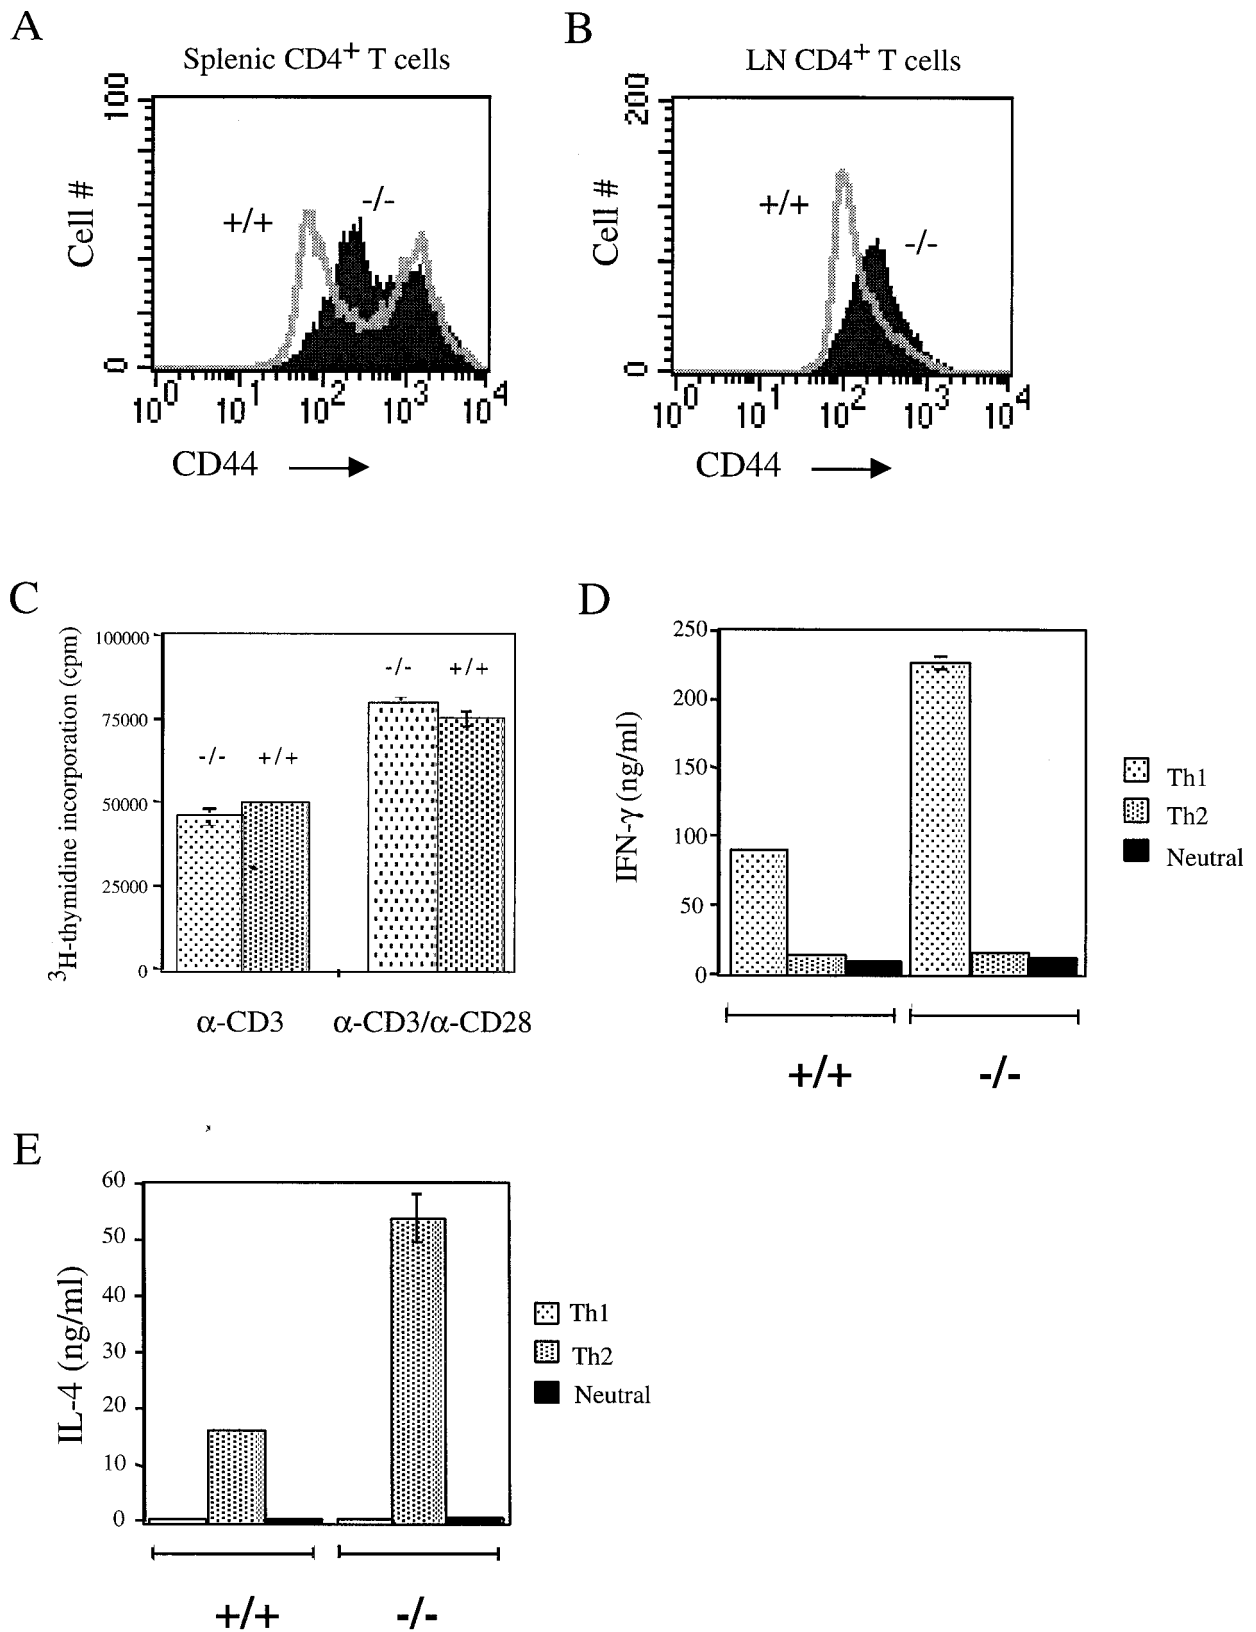 A
Splenic CD4+ T cells
100
Cell #
0
+/+
-/-
10^0 10^1 10^2 10^3 10^4
CD44
B
LN CD4+ T cells
200
Cell #
0
+/+
-/-
10^0 10^1 10^2 10^3 10^4
CD44
C
3H-thymidine incorporation (cpm)
100000
75000
50000
25000
0
-/- +/+
-/- +/+
α-CD3 α-CD3/α-CD28
D
IFN-γ (ng/ml)
250
200
150
100
50
0
Th1
Th2
Neutral
+/+ -/-
E
IL-4 (ng/ml)
60
50
40
30
20
10
0
Th1
Th2
Neutral
+/+ -/-